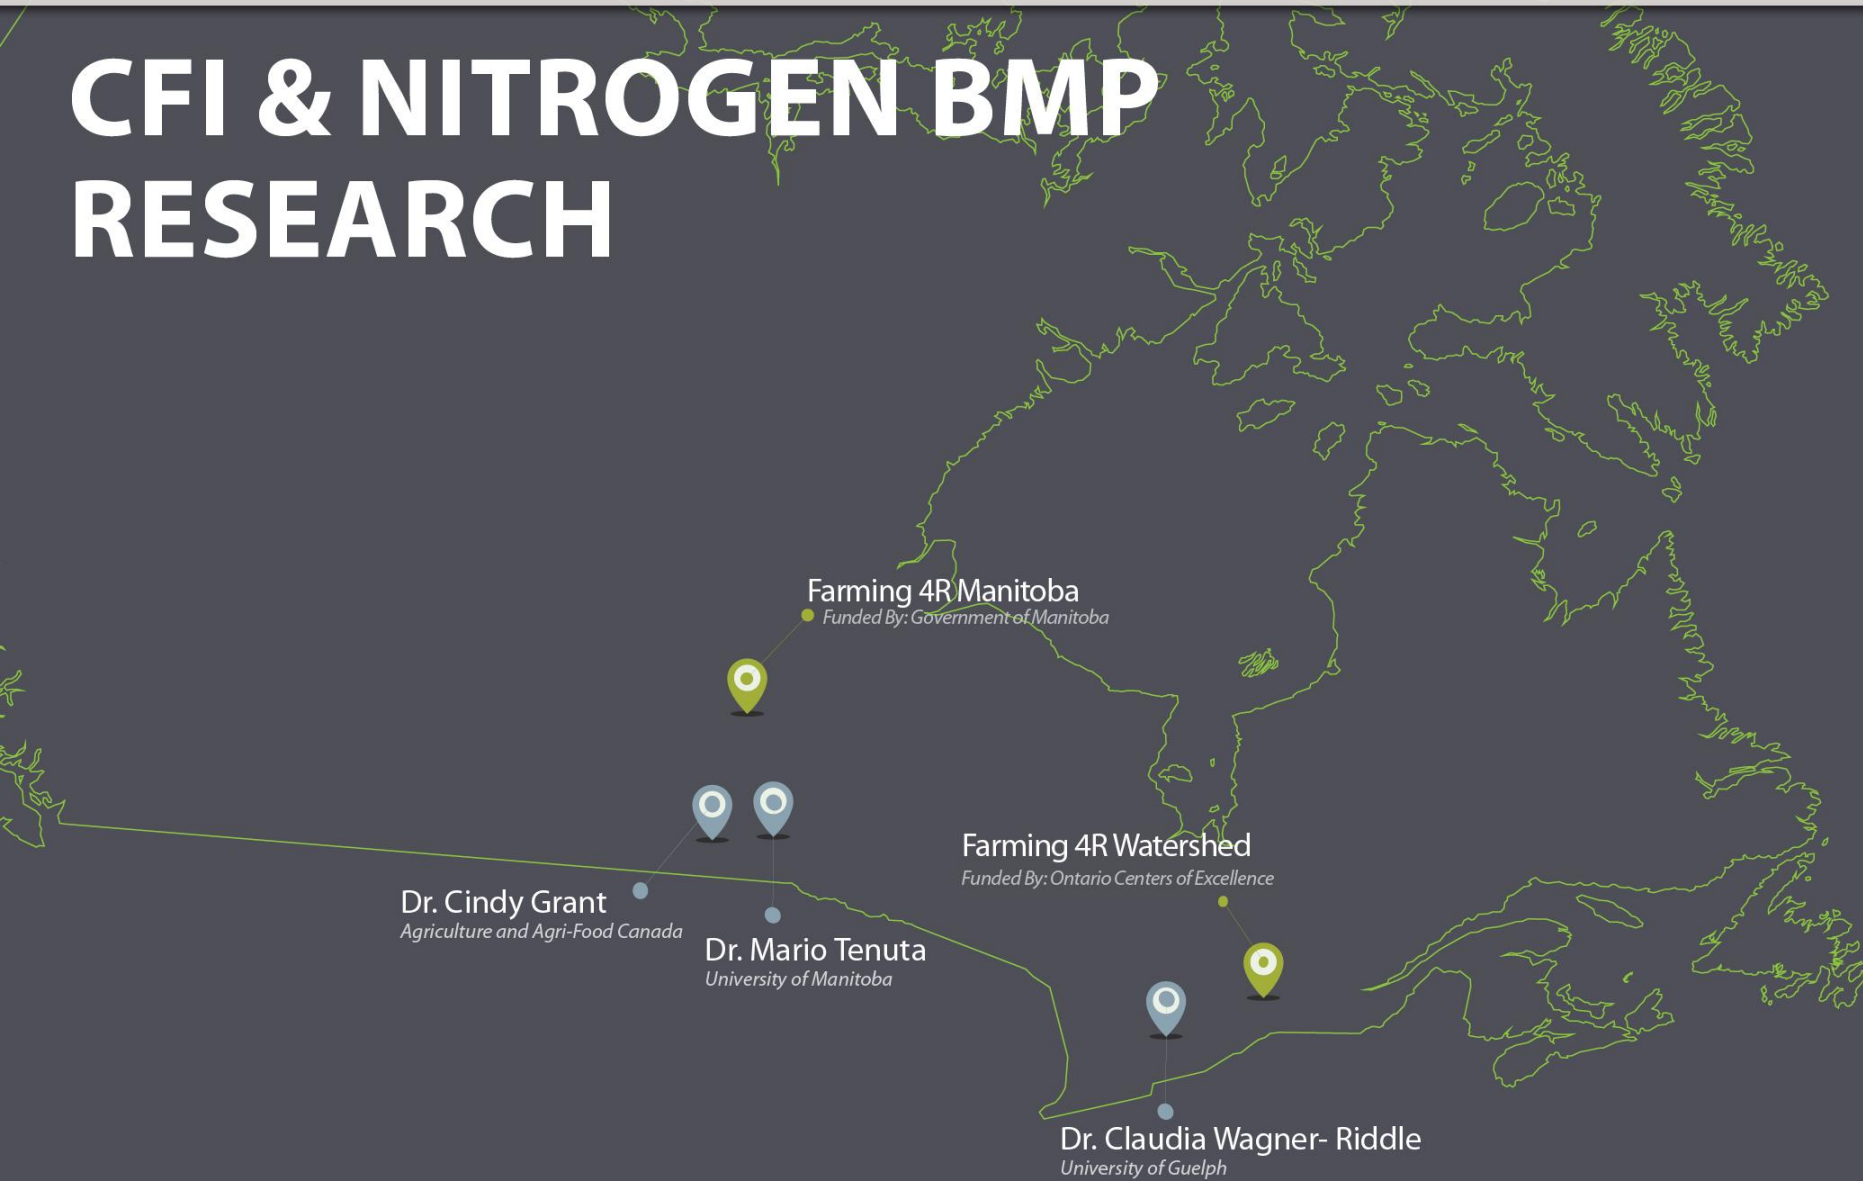 CFI & NITROGEN BMP
RESEARCH
Farming 4R Manitoba
Funded By: Government of Manitoba
Farming 4R Watershed
Funded By: Ontario Centers of Excellence
Dr. Cindy Grant
Agriculture and Agri-Food Canada
Dr. Mario Tenuta
University of Manitoba
Dr. Claudia Wagner- Riddle
University of Guelph